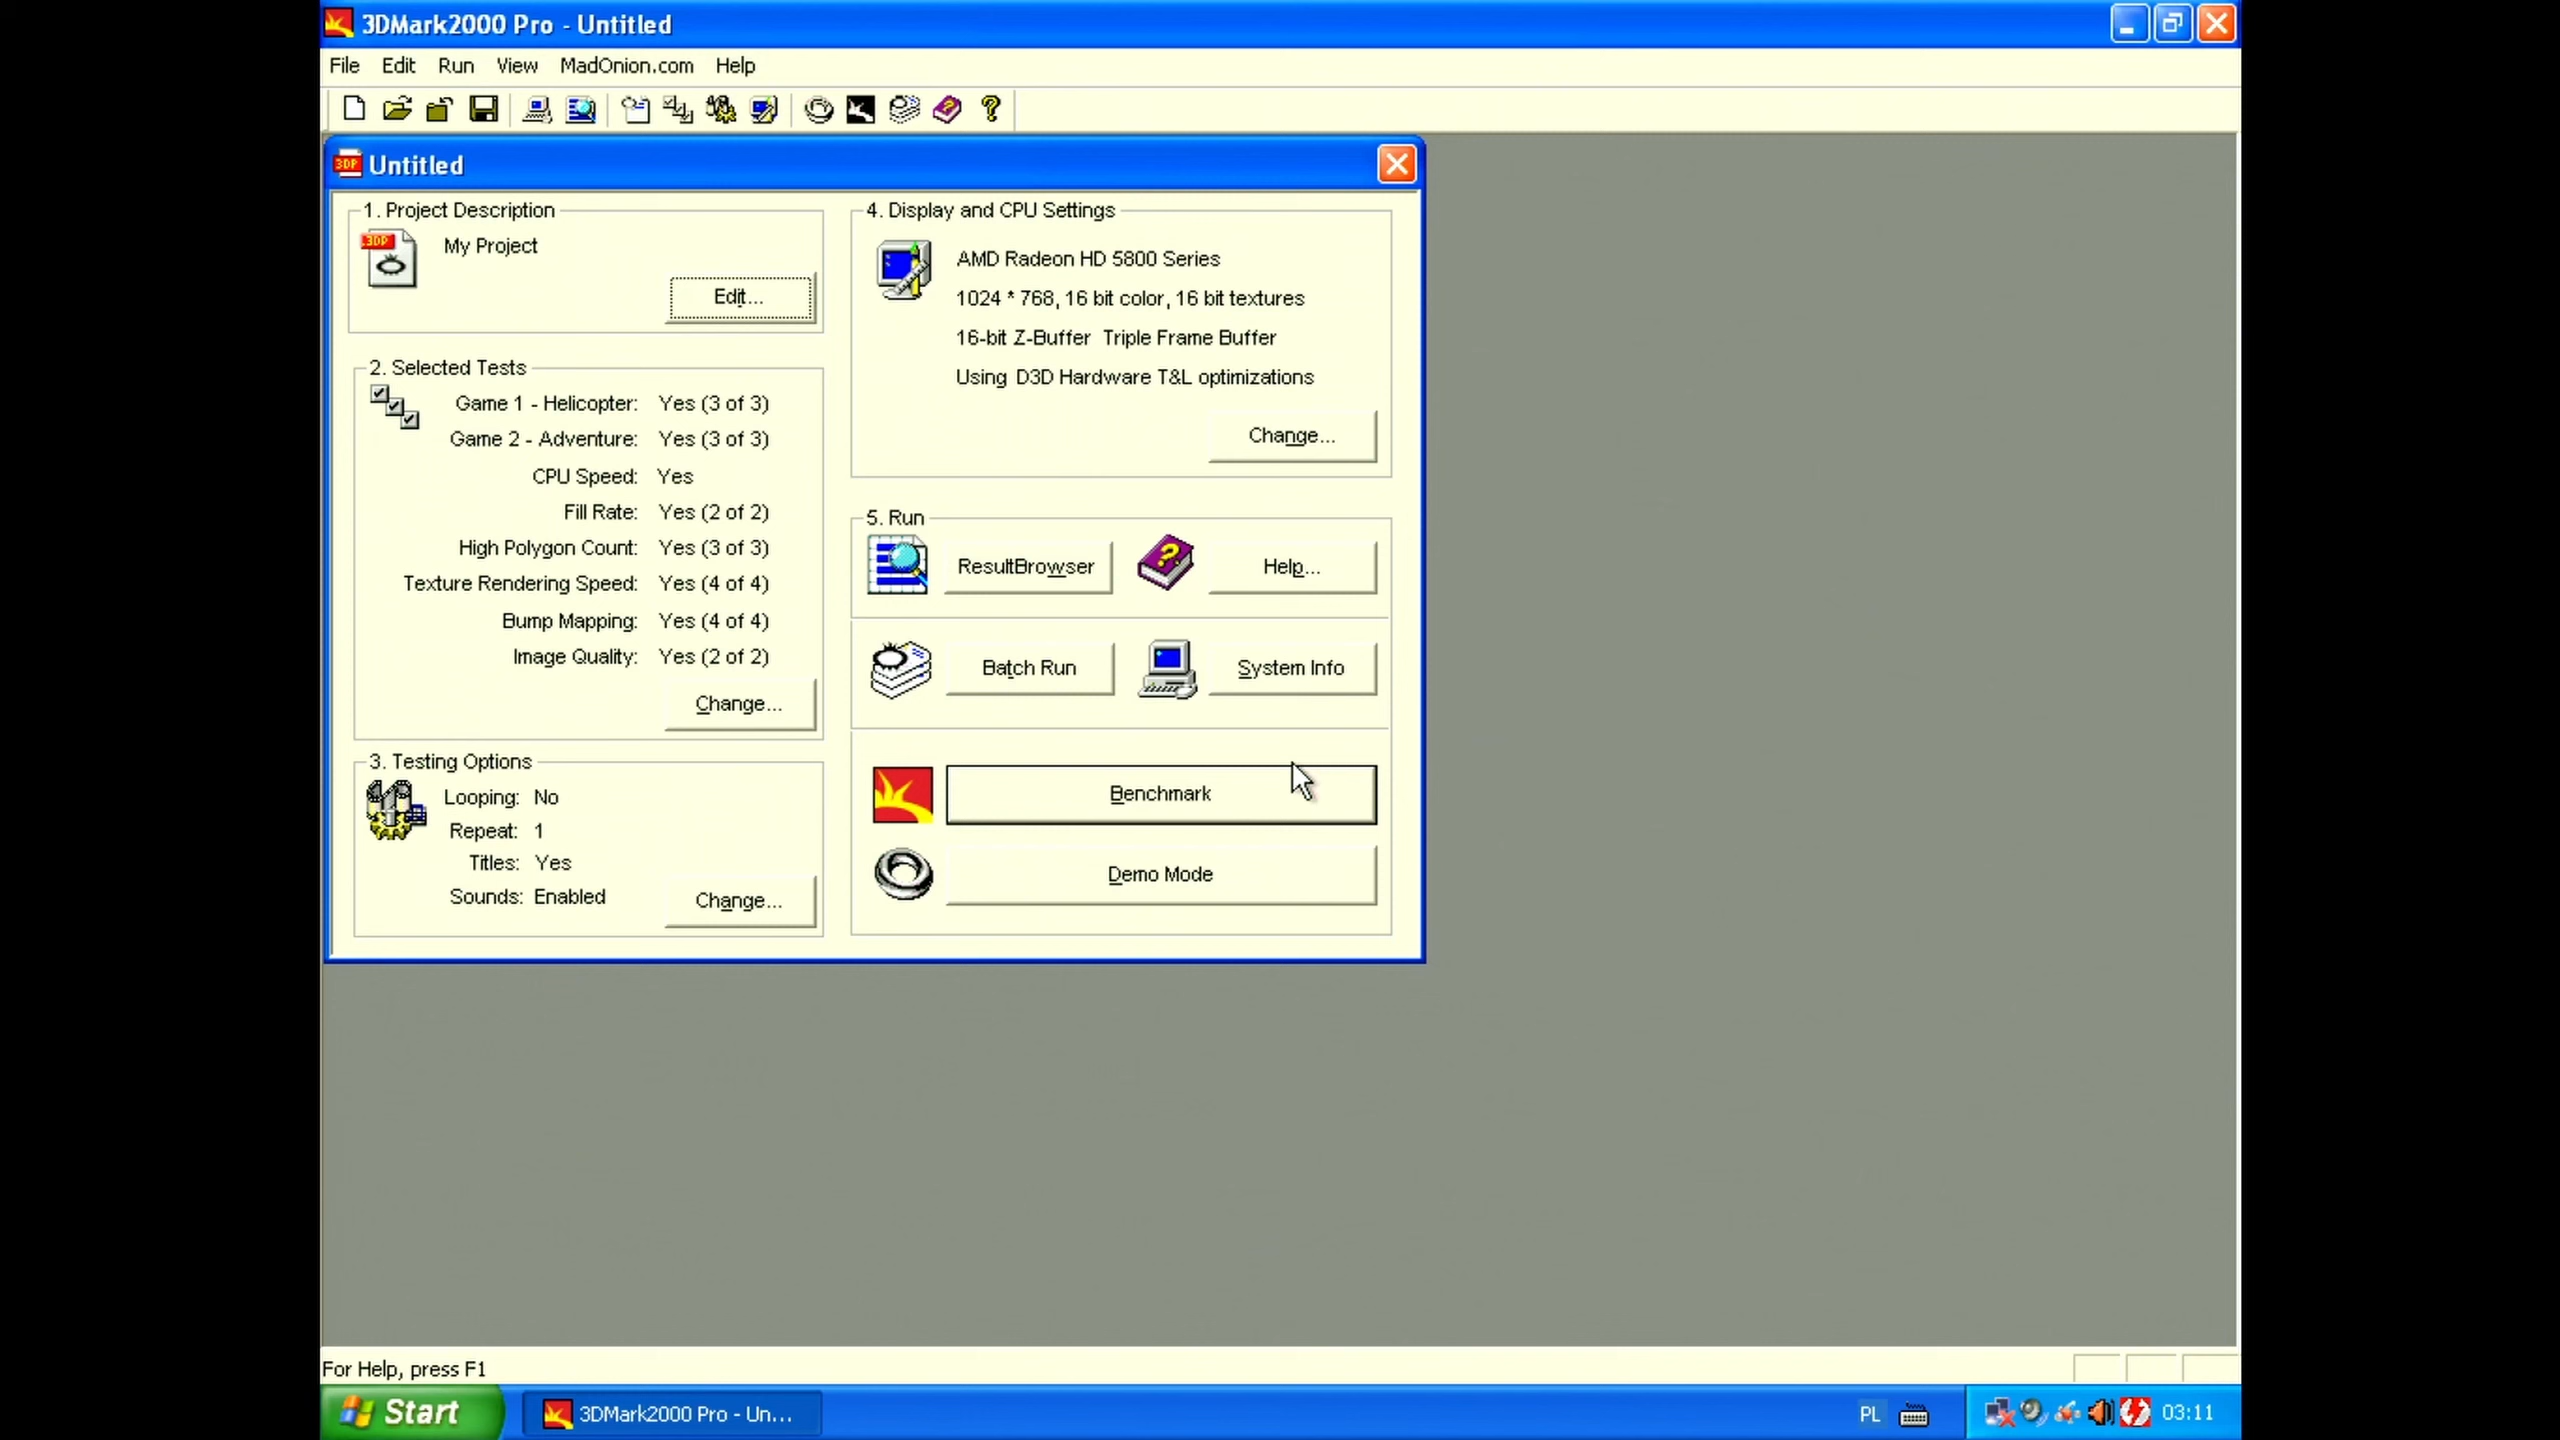 3DMark2000 Pro - Untitled
File Edit Run View MadOnion.com Help
3DP Untitled
1. Project Description
3DP
My Project
Edit...
2. Selected Tests
Game 1 - Helicopter: Yes (3 of 3)
Game 2 - Adventure: Yes (3 of 3)
CPU Speed: Yes
Fill Rate: Yes (2 of 2)
High Polygon Count: Yes (3 of 3)
Texture Rendering Speed: Yes (4 of 4)
Bump Mapping: Yes (4 of 4)
Image Quality: Yes (2 of 2)
Change...
3. Testing Options
Looping: No
Repeat: 1
Titles: Yes
Sounds: Enabled
Change...
4. Display and CPU Settings
AMD Radeon HD 5800 Series
1024 * 768, 16 bit color, 16 bit textures
16-bit Z-Buffer Triple Frame Buffer
Using D3D Hardware T&L optimizations
Change...
5. Run
ResultBrowser Help...
Batch Run System Info
Benchmark
Demo Mode
For Help, press F1
Start 3DMark2000 Pro - Un... PL 03:11